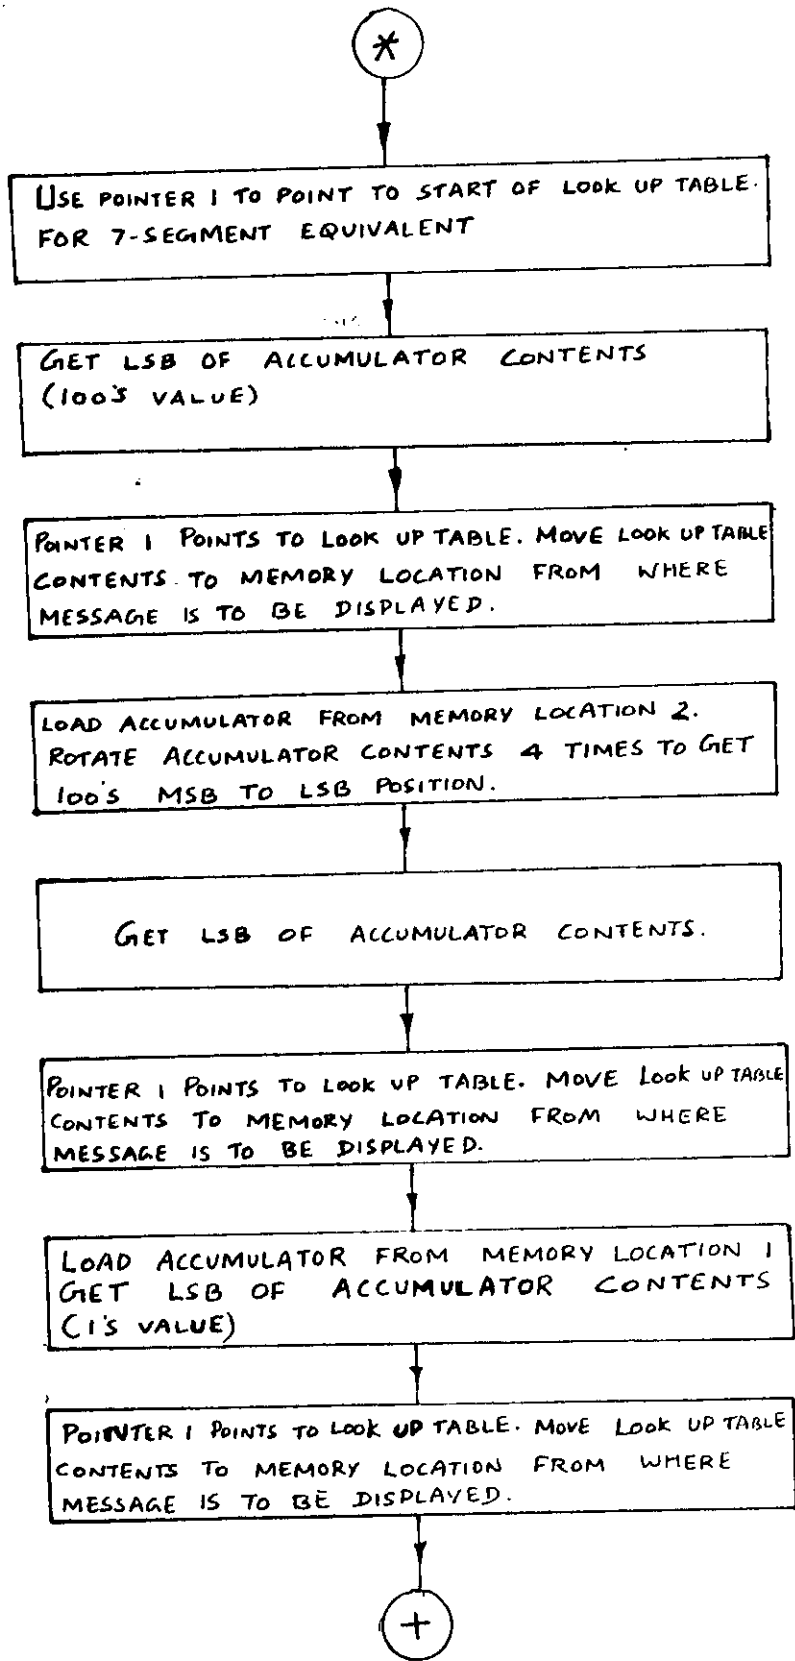 *
USE POINTER 1 TO POINT TO START OF LOOK UP TABLE.
FOR 7-SEGMENT EQUIVALENT
GET LSB OF ACCUMULATOR CONTENTS
(100'S VALUE)
POINTER 1 POINTS TO LOOK UP TABLE. MOVE LOOK UP TABLE
CONTENTS TO MEMORY LOCATION FROM WHERE
MESSAGE IS TO BE DISPLAYED.
LOAD ACCUMULATOR FROM MEMORY LOCATION 2.
ROTATE ACCUMULATOR CONTENTS 4 TIMES TO GET
100'S MSB TO LSB POSITION.
GET LSB OF ACCUMULATOR CONTENTS.
POINTER 1 POINTS TO LOOK UP TABLE. MOVE LOOK UP TABLE
CONTENTS TO MEMORY LOCATION FROM WHERE
MESSAGE IS TO BE DISPLAYED.
LOAD ACCUMULATOR FROM MEMORY LOCATION 1
GET LSB OF ACCUMULATOR CONTENTS
(1'S VALUE)
POINTER 1 POINTS TO LOOK UP TABLE. MOVE LOOK UP TABLE
CONTENTS TO MEMORY LOCATION FROM WHERE
MESSAGE IS TO BE DISPLAYED.
+